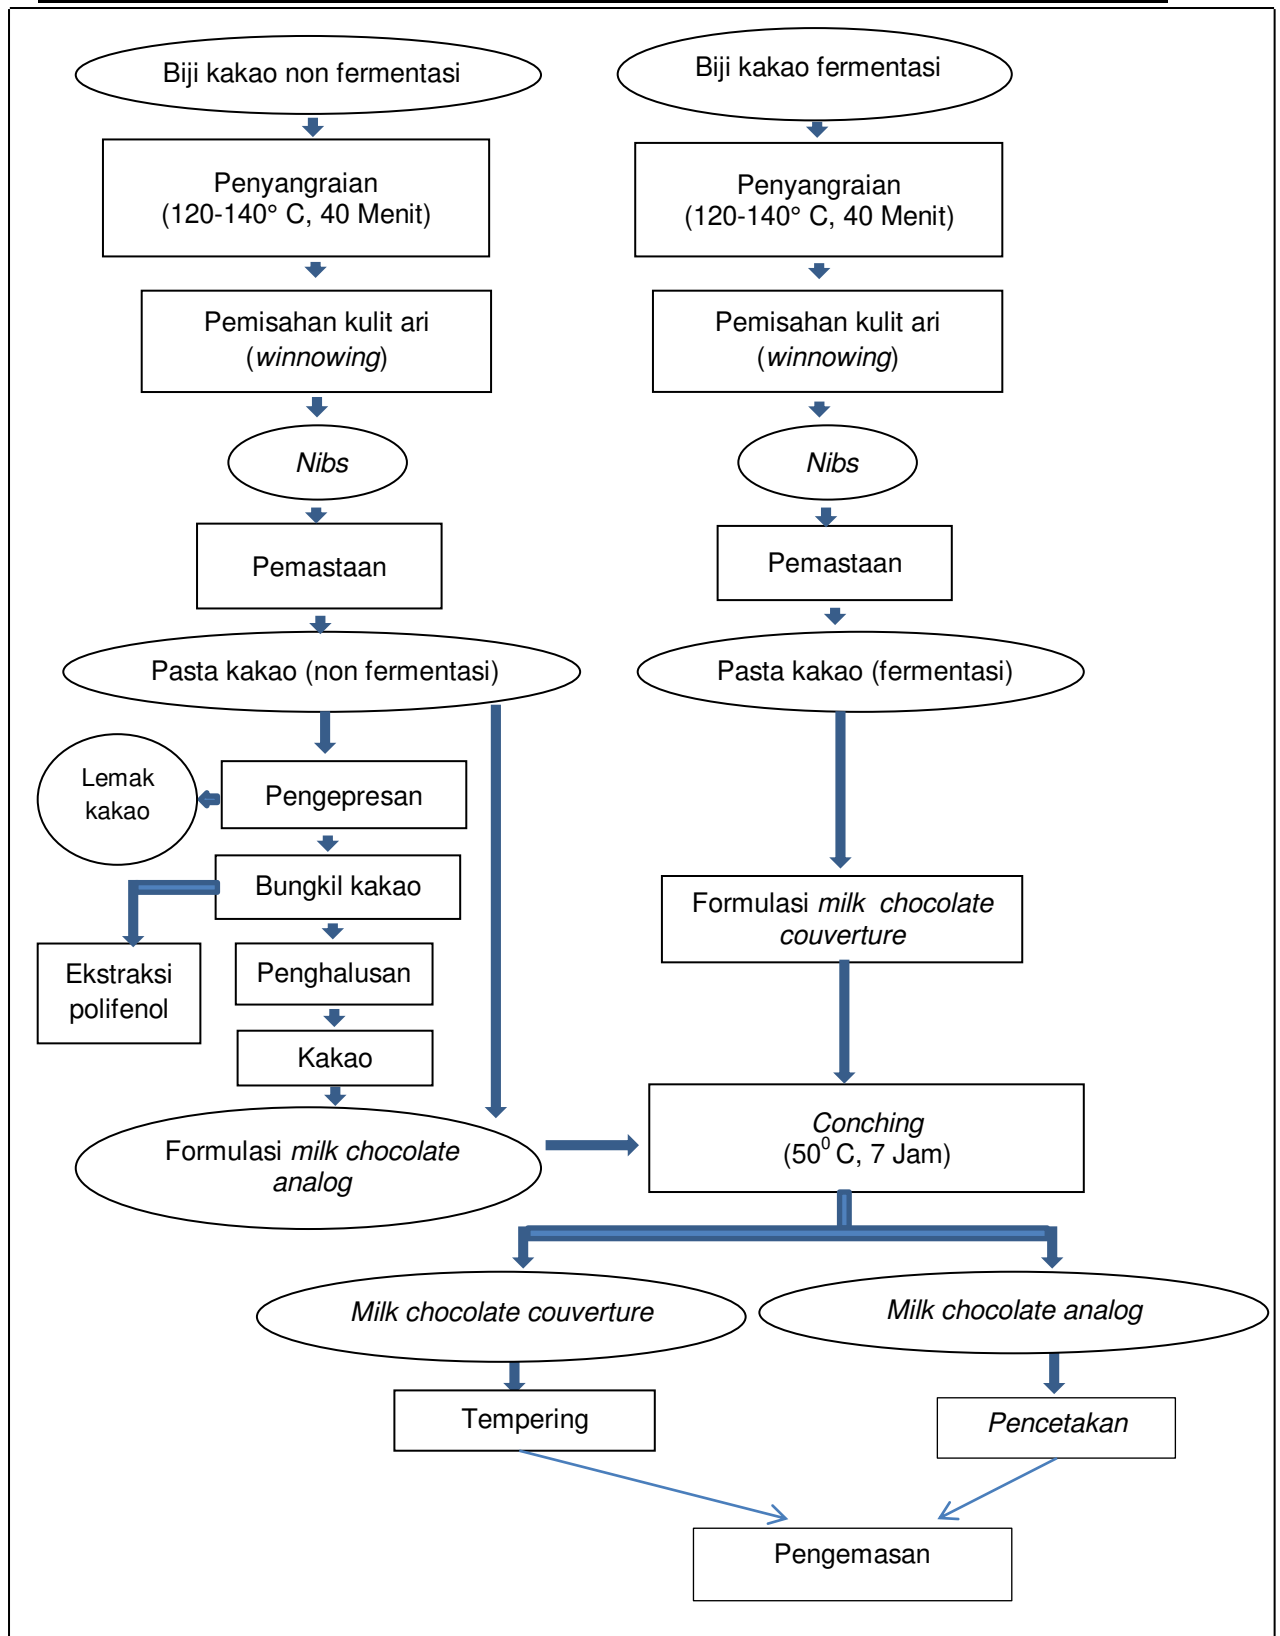 Biji kakao non fermentasi
Biji kakao fermentasi
Penyangraian
(120-140° C, 40 Menit)
Penyangraian
(120-140° C, 40 Menit)
Pemisahan kulit ari
(winnowing)
Pemisahan kulit ari
(winnowing)
Nibs
Nibs
Pemastaan
Pemastaan
Pasta kakao (non fermentasi)
Pasta kakao (fermentasi)
Lemak
kakao
Pengepresan
Bungkil kakao
Formulasi milk chocolate
couverture
Ekstraksi
polifenol
Penghalusan
Kakao
Formulasi milk chocolate
analog
Conching
(50⁰ C, 7 Jam)
Milk chocolate couverture
Milk chocolate analog
Tempering
Pencetakan
Pengemasan